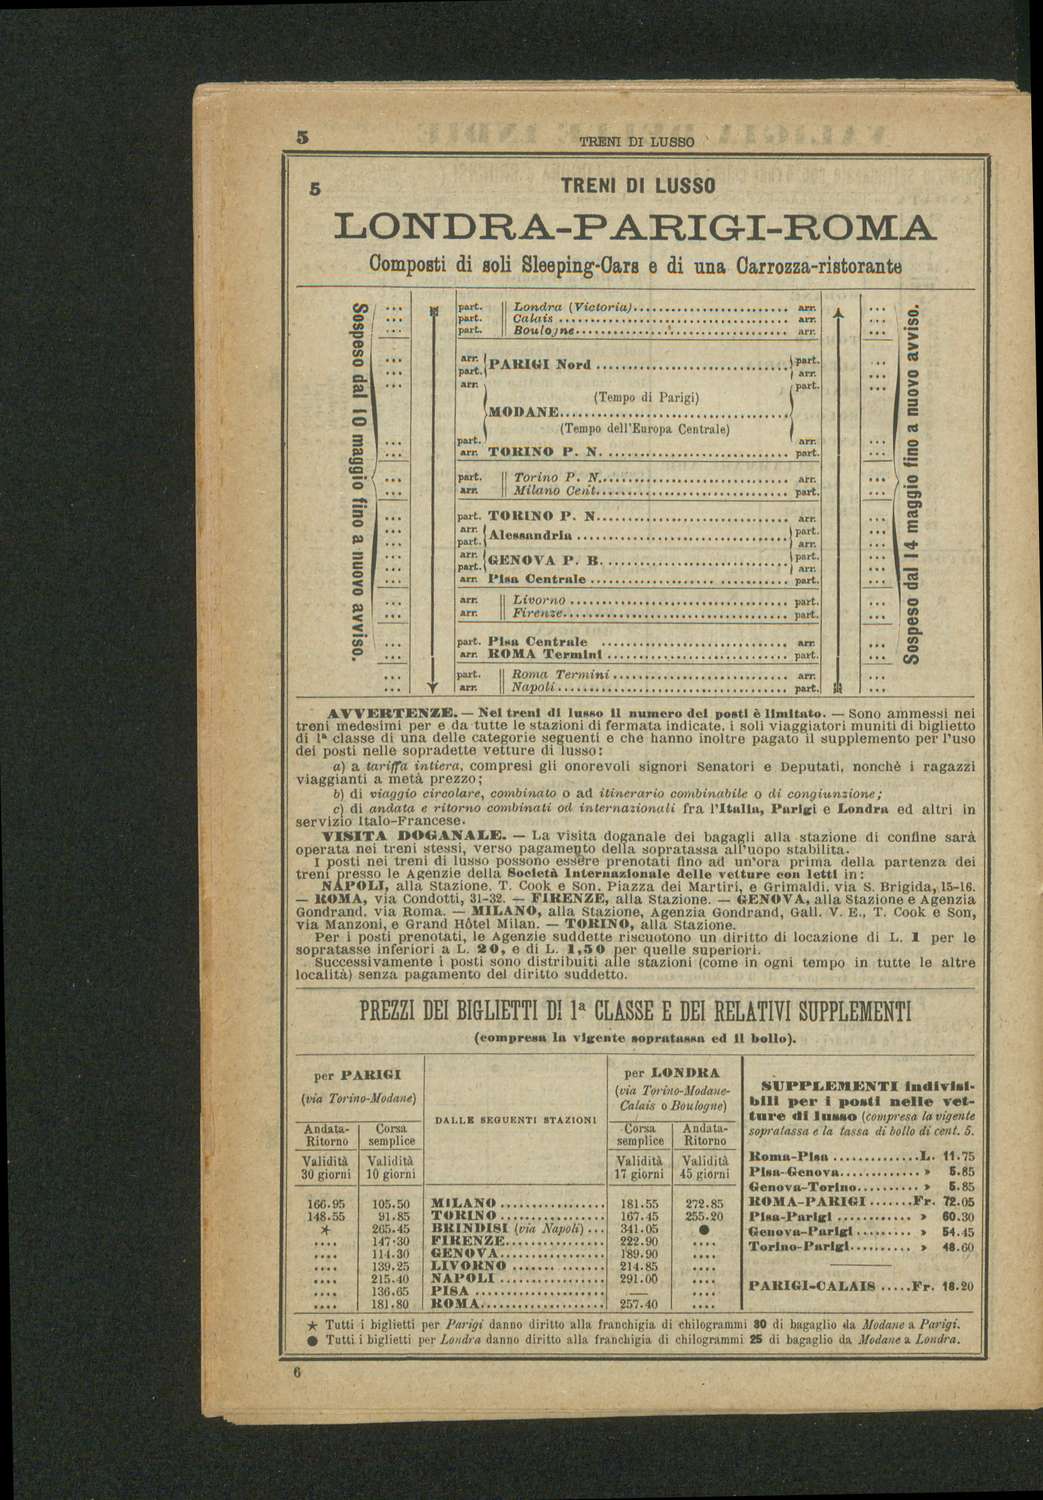 5
TRENI DI LUSSO
5
TRENI DI LUSSO
LONDRA-PARIGI-ROMA
Composti di soli Sleeping-Cars e di una Carrozza-ristorante
Sospeso dal 10 maggio fino a nuovo avviso.
... part. Londra (Victoria)........ arr. ...
... part. Calais ........ arr. ...
... part. Boulogne........ arr. ...
... arr. PARIGI Nord ........ part. ...
... part. arr. ...
... arr. part. ...
(Tempo di Parigi)
MODANE........
(Tempo dell'Europa Centrale)
... part. arr. ...
... arr. TORINO P. N. ........ part. ...
... part. Torino P. N........ arr. ...
... arr. Milano Cent........ part. ...
... part. TORINO P. N........ arr. ...
... arr. Alessandria ........ part. ...
... part. arr. ...
... arr. GENOVA P. B. ........ part. ...
... part. arr. ...
... arr. Pisa Centrale ........ part. ...
... arr. Livorno ........ part. ...
... arr. Firenze........ part. ...
... part. Pisa Centrale ........ arr. ...
... arr. ROMA Termini ........ part. ...
... part. Roma Termini ........ arr. ...
... arr. Napoli ........ part. ...
Sospeso dal 14 maggio fino a nuovo avviso.
AVVERTENZE. — Nei treni di lusso il numero dei posti è limitato. — Sono ammessi nei
treni medesimi per e da tutte le stazioni di fermata indicate, i soli viaggiatori muniti di biglietto
di 1ª classe di una delle categorie seguenti e che hanno inoltre pagato il supplemento per l'uso
dei posti nelle sopradette vetture di lusso:
a) a tariffa intiera, compresi gli onorevoli signori Senatori e Deputati, nonchè i ragazzi
viaggianti a metà prezzo;
b) di viaggio circolare, combinato o ad itinerario combinabile o di congiunzione;
c) di andata e ritorno combinati od internazionali fra l'Italia, Parigi e Londra ed altri in
servizio Italo-Francese.
VISITA DOGANALE. — La visita doganale dei bagagli alla stazione di confine sarà
operata nei treni stessi, verso pagamento della sopratassa all'uopo stabilita.
I posti nei treni di lusso possono essere prenotati fino ad un'ora prima della partenza dei
treni presso le Agenzie della Società Internazionale delle vetture con letti in:
NAPOLI, alla Stazione. T. Cook e Son, Piazza dei Martiri, e Grimaldi, via S. Brigida, 15-16.
— ROMA, via Condotti, 31-32. — FIRENZE, alla Stazione. — GENOVA, alla Stazione e Agenzia
Gondrand, via Roma. — MILANO, alla Stazione, Agenzia Gondrand, Gall. V. E., T. Cook e Son,
via Manzoni, e Grand Hôtel Milan. — TORINO, alla Stazione.
Per i posti prenotati, le Agenzie suddette riscuotono un diritto di locazione di L. 1 per le
sopratasse inferiori a L. 20, e di L. 1,50 per quelle superiori.
Successivamente i posti sono distribuiti alle stazioni (come in ogni tempo in tutte le altre
località) senza pagamento del diritto suddetto.
PREZZI DEI BIGLIETTI DI 1ª CLASSE E DEI RELATIVI SUPPLEMENTI
(compresa la vigente sopratassa ed il bollo).
per PARIGI
(via Torino-Modane)
Andata-Ritorno Corsa semplice
Validità 30 giorni Validità 10 giorni
DALLE SEGUENTI STAZIONI
per LONDRA
(via Torino-Modane-
Calais o Boulogne)
Corsa semplice Andata-Ritorno
Validità 17 giorni Validità 45 giorni
166.95 105.50 MILANO ........ 181.55 272.85
148.55 91.85 TORINO ........ 167.45 255.20
★ 265.45 BRINDISI (via Napoli) ... 341.05 ●
.... 147.30 FIRENZE........ 222.90 ....
.... 114.30 GENOVA........ 189.90 ....
.... 139.25 LIVORNO ........ 214.85 ....
.... 215.40 NAPOLI ........ 291.00 ....
.... 136.65 PISA ........ — ....
.... 181.80 ROMA........ 257.40 ....
SUPPLEMENTI indivisi-
bili per i posti nelle vet-
ture di lusso (compresa la vigente
sopratassa e la tassa di bollo di cent. 5.
Roma-Pisa ........L. 11.75
Pisa-Genova........ » 5.85
Genova-Torino........ » 5.85
ROMA-PARIGI ......Fr. 72.05
Pisa-Parigi ........ » 60.30
Genova-Parigi ........ » 54.45
Torino-Parigi........ » 48.60
PARIGI-CALAIS .....Fr. 18.20
★ Tutti i biglietti per Parigi danno diritto alla franchigia di chilogrammi 30 di bagaglio da Modane a Parigi.
● Tutti i biglietti per Londra danno diritto alla franchigia di chilogrammi 25 di bagaglio da Modane a Londra.
6